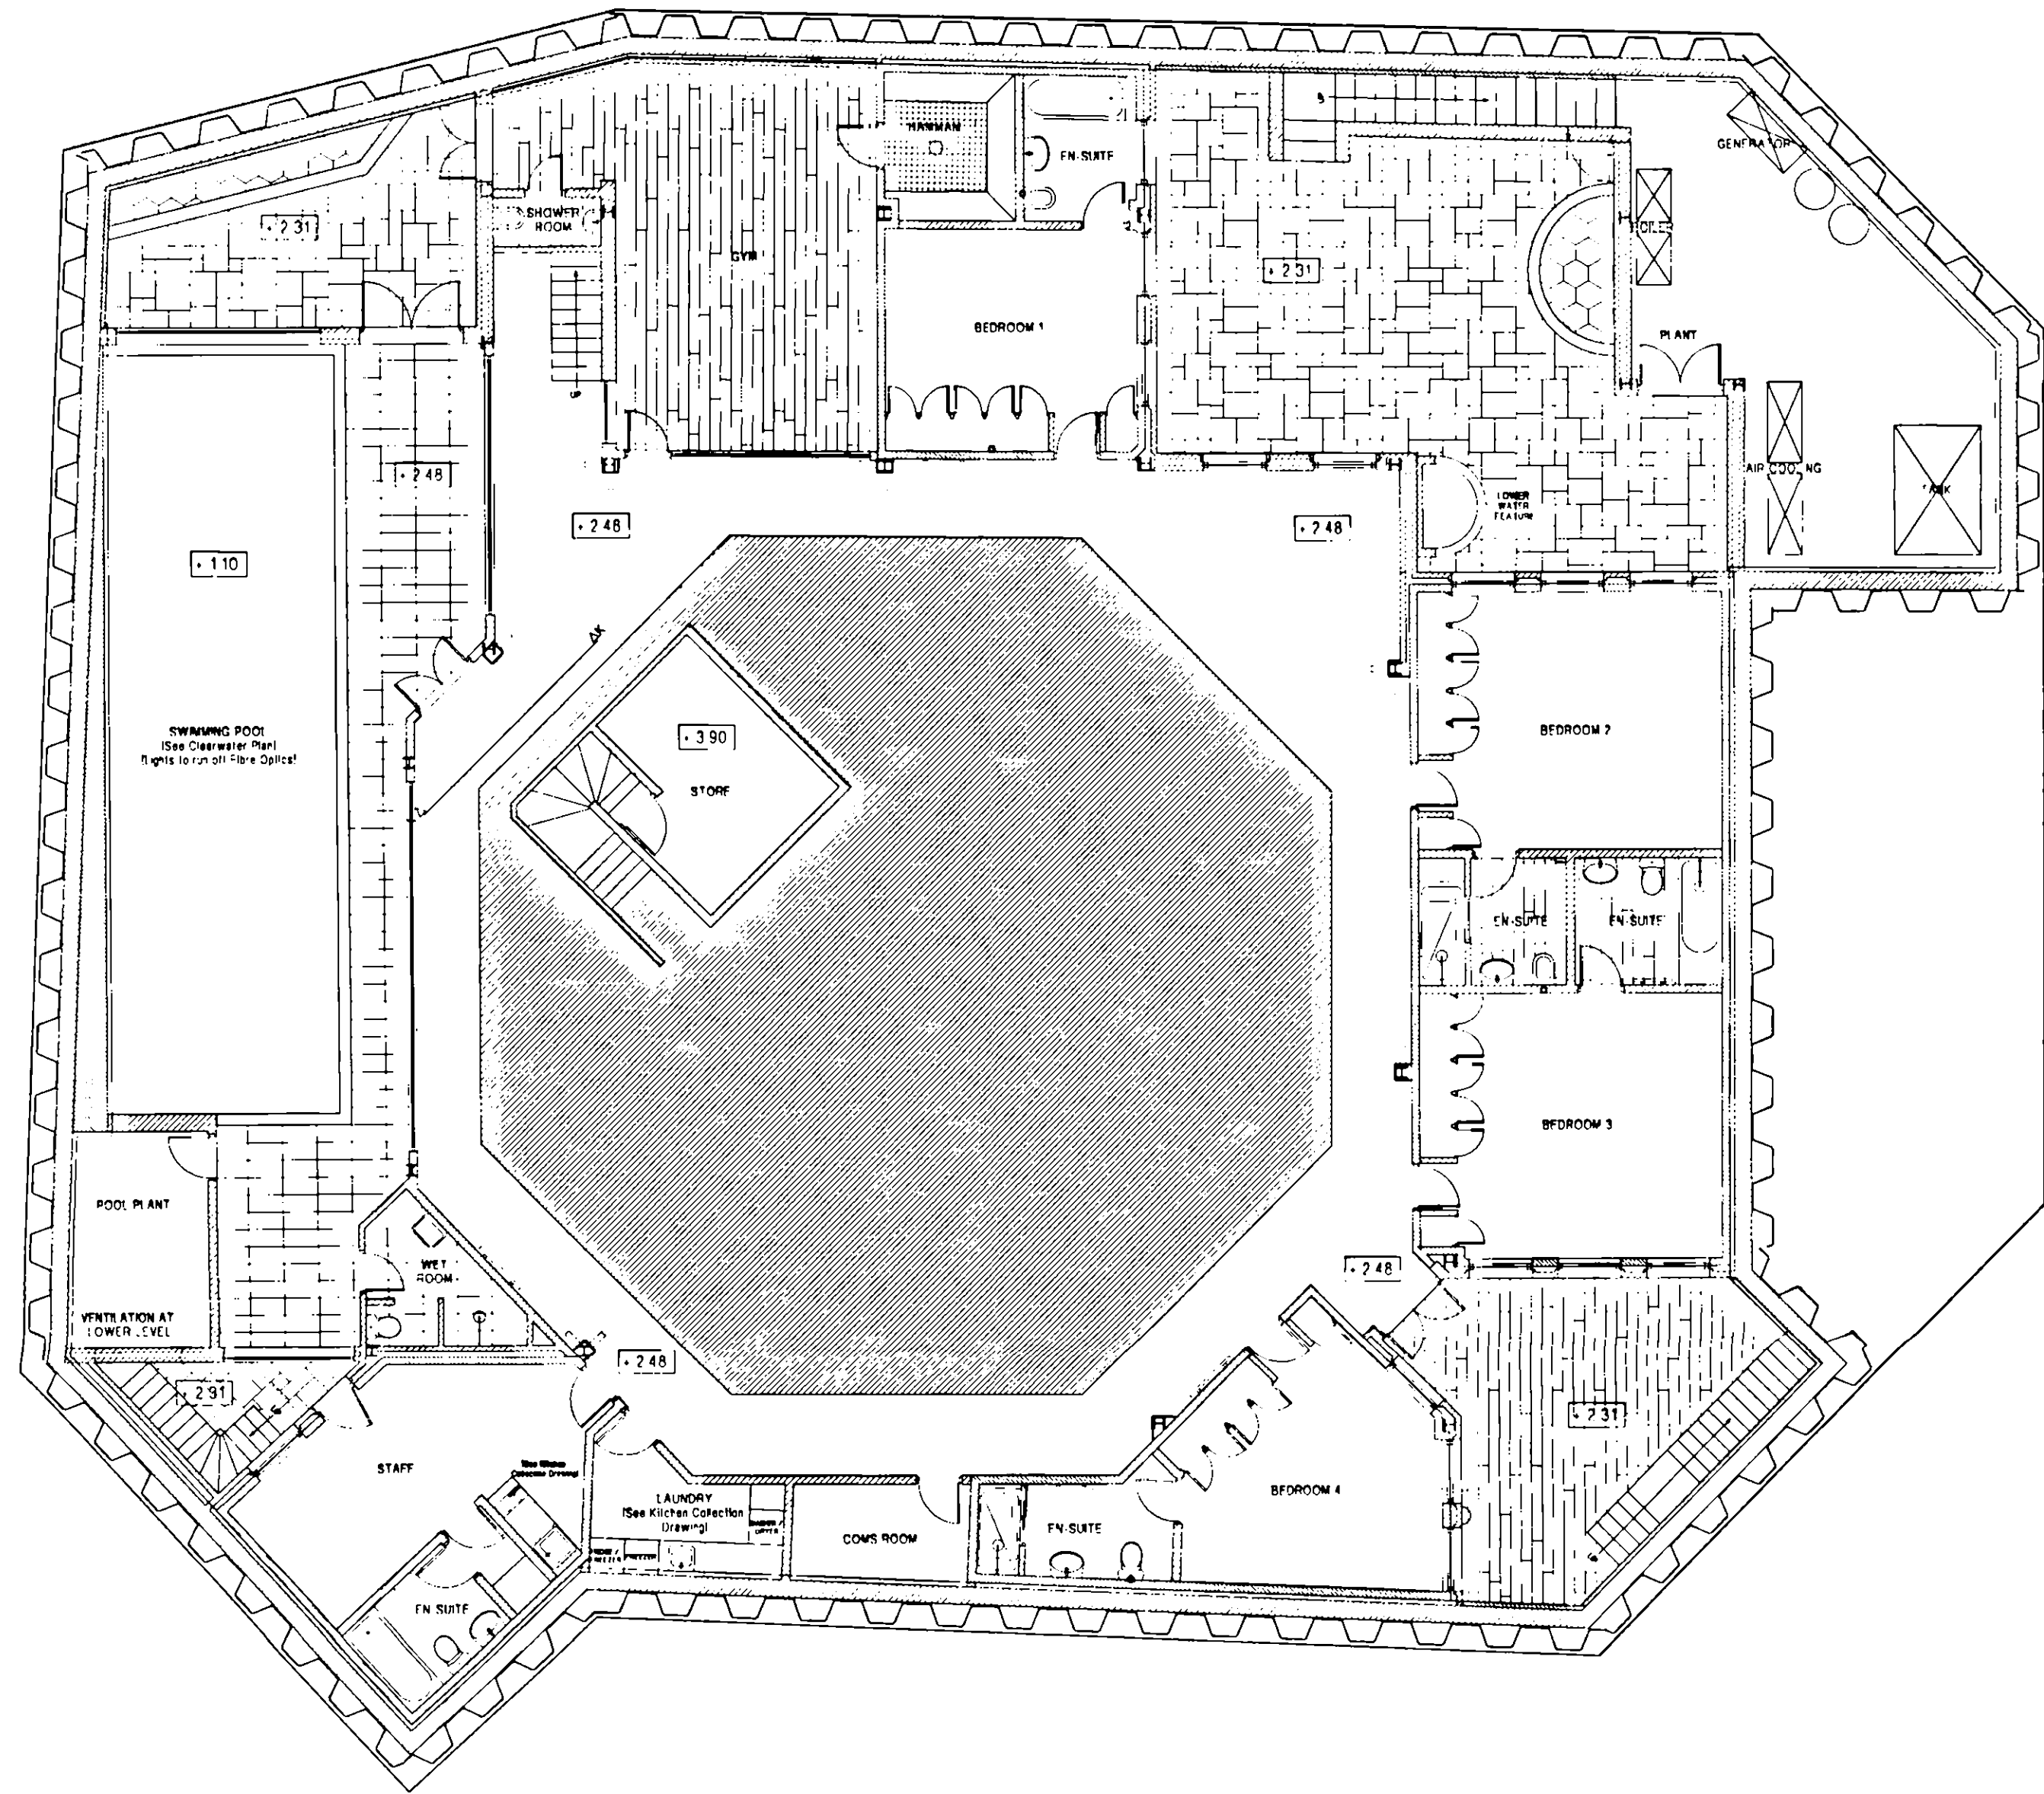 HAMMAM
EN-SUITE
GENERATOR
SHOWER
ROOM
+ 2.31
GYM
+ 2.31
BEDROOM 1
PLANT
UP
+ 2.48
AIR COOLING
TANK
LOWER
WATER
FEATURE
+ 2.48
+ 2.48
+ 1.10
SWIMMING POOL
(See Clearwater Plan)
(Lights to run off Fibre Optics)
+ 3.90
STORE
BEDROOM 2
EN-SUITE
EN-SUITE
BEDROOM 3
POOL PLANT
WET
ROOM
+ 2.48
VENTILATION AT
LOWER LEVEL
+ 2.48
+ 2.31
+ 2.31
STAFF
LAUNDRY
(See Kitchen Collection
Drawing)
BEDROOM 4
COMS ROOM
EN-SUITE
EN SUITE